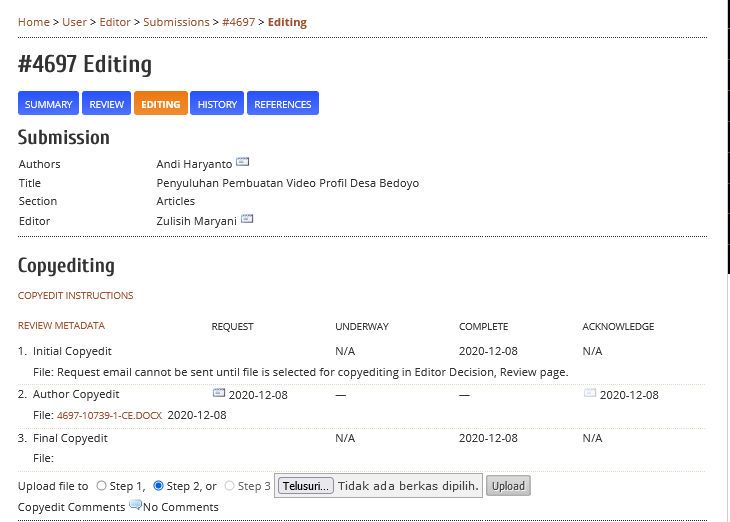 Home > User > Editor > Submissions > #4697 > Editing
#4697 Editing
SUMMARY REVIEW EDITING HISTORY REFERENCES
Submission
Authors Andi Haryanto
Title Penyuluhan Pembuatan Video Profil Desa Bedoyo
Section Articles
Editor Zulisih Maryani
Copyediting
COPYEDIT INSTRUCTIONS
REVIEW METADATA REQUEST UNDERWAY COMPLETE ACKNOWLEDGE
1. Initial Copyedit N/A 2020-12-08 N/A
File: Request email cannot be sent until file is selected for copyediting in Editor Decision, Review page.
2. Author Copyedit 2020-12-08 — — 2020-12-08
File: 4697-10739-1-CE.DOCX 2020-12-08
3. Final Copyedit N/A 2020-12-08 N/A
File:
Upload file to Step 1, Step 2, or Step 3 Telusuri... Tidak ada berkas dipilih. Upload
Copyedit Comments No Comments